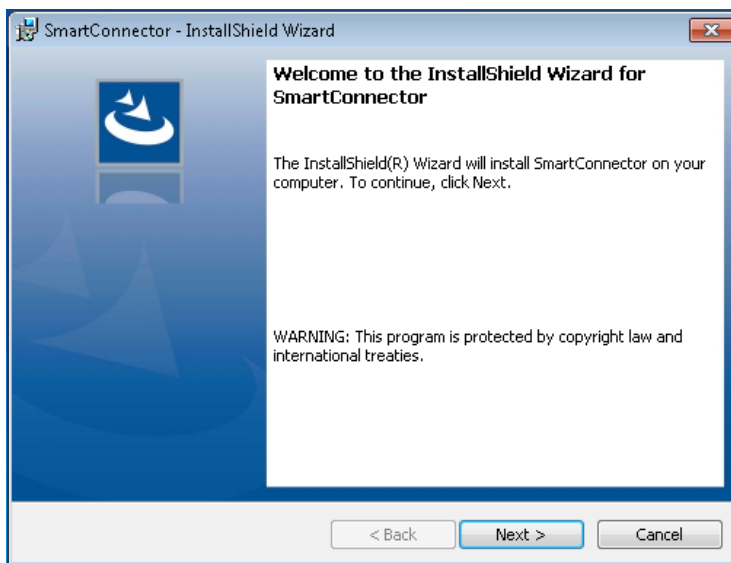 SmartConnector - InstallShield Wizard
Welcome to the InstallShield Wizard for
SmartConnector
The InstallShield(R) Wizard will install SmartConnector on your
computer. To continue, click Next.
WARNING: This program is protected by copyright law and
international treaties.
< Back
Next >
Cancel